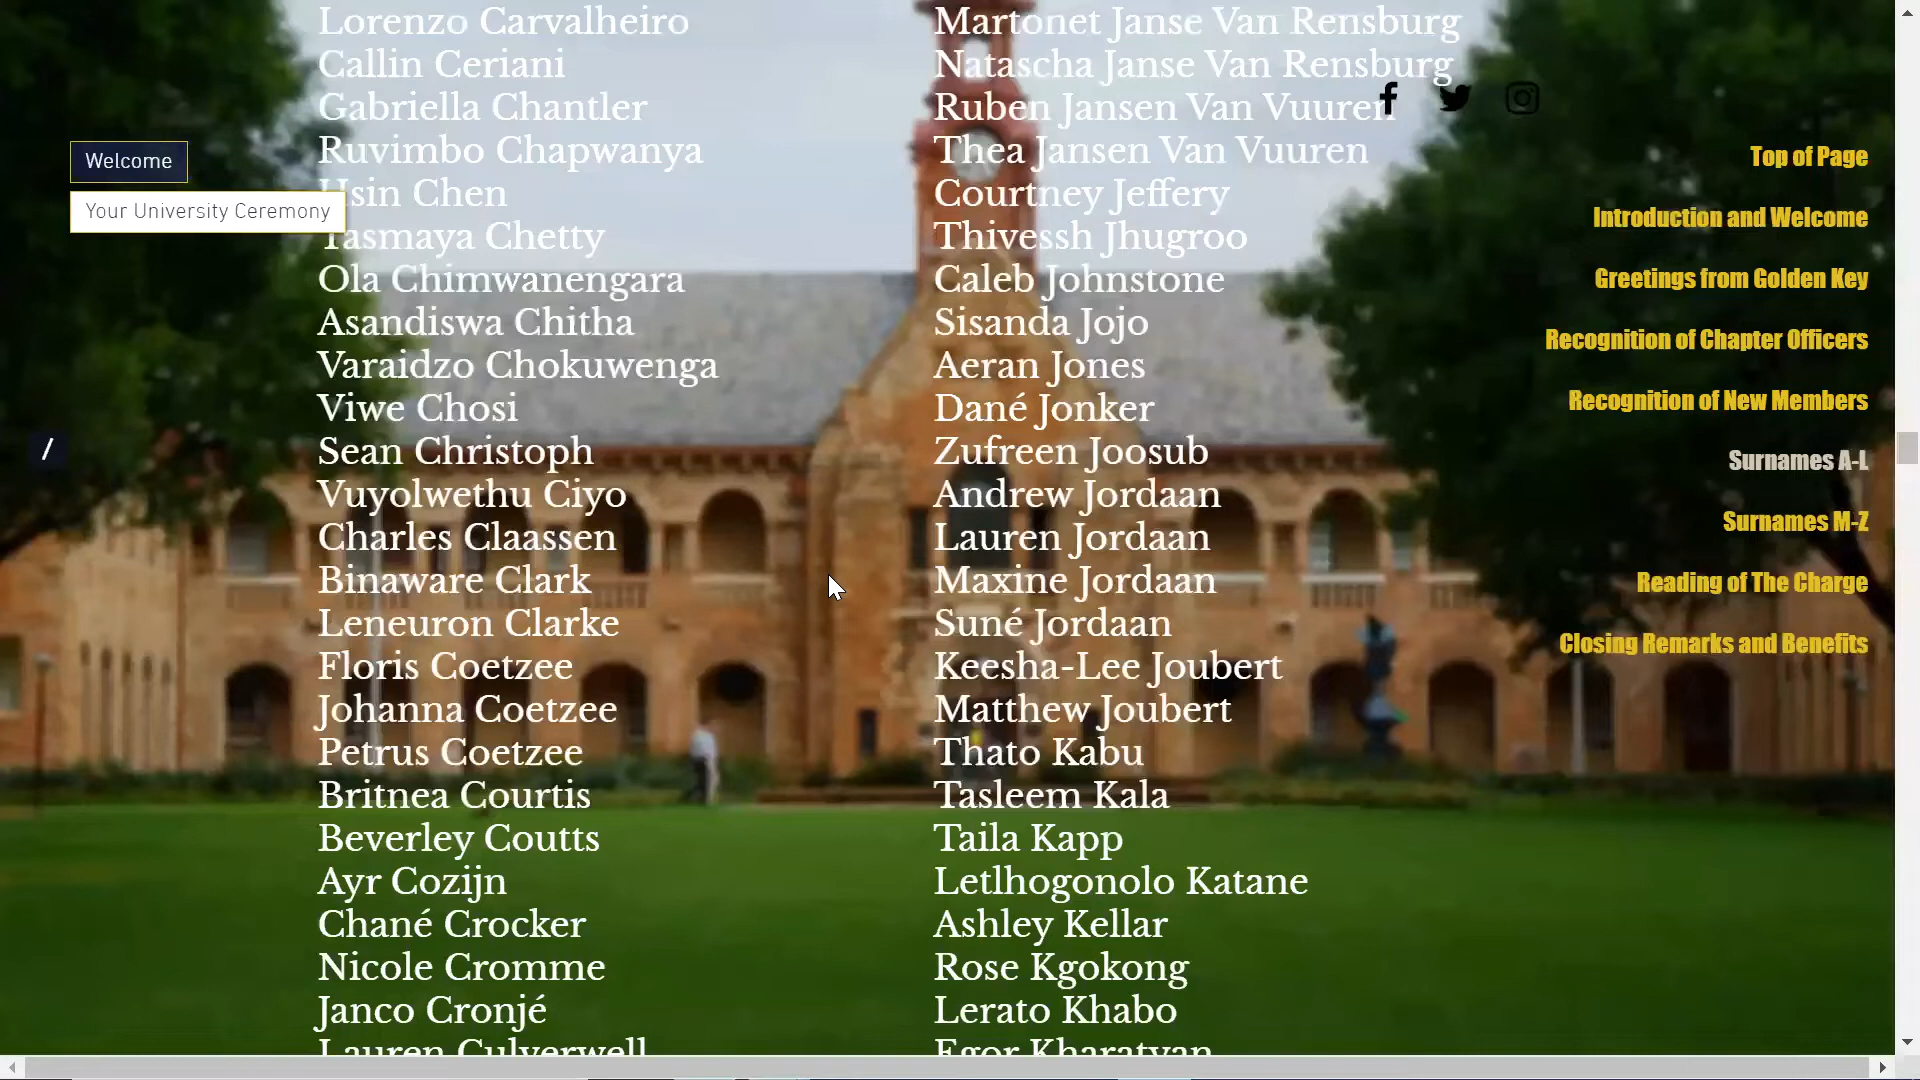 Lorenzo Carvalheiro
Callin Ceriani
Gabriella Chantler
Ruvimbo Chapwanya
Hsin Chen
Tasmaya Chetty
Ola Chimwanengara
Asandiswa Chitha
Varaidzo Chokuwenga
Viwe Chosi
Sean Christoph
Vuyolwethu Ciyo
Charles Claassen
Binaware Clark
Leneuron Clarke
Floris Coetzee
Johanna Coetzee
Petrus Coetzee
Britnea Courtis
Beverley Coutts
Ayr Cozijn
Chané Crocker
Nicole Cromme
Janco Cronjé
Lauren Culverwell
Martonet Janse Van Rensburg
Natascha Janse Van Rensburg
Ruben Jansen Van Vuuren
Thea Jansen Van Vuuren
Courtney Jeffery
Thivessh Jhugroo
Caleb Johnstone
Sisanda Jojo
Aeran Jones
Dané Jonker
Zufreen Joosub
Andrew Jordaan
Lauren Jordaan
Maxine Jordaan
Suné Jordaan
Keesha-Lee Joubert
Matthew Joubert
Thato Kabu
Tasleem Kala
Taila Kapp
Letlhogonolo Katane
Ashley Kellar
Rose Kgokong
Lerato Khabo
Egor Kharatyan
Welcome
Your University Ceremony
/
Top of Page
Introduction and Welcome
Greetings from Golden Key
Recognition of Chapter Officers
Recognition of New Members
Surnames A-L
Surnames M-Z
Reading of The Charge
Closing Remarks and Benefits